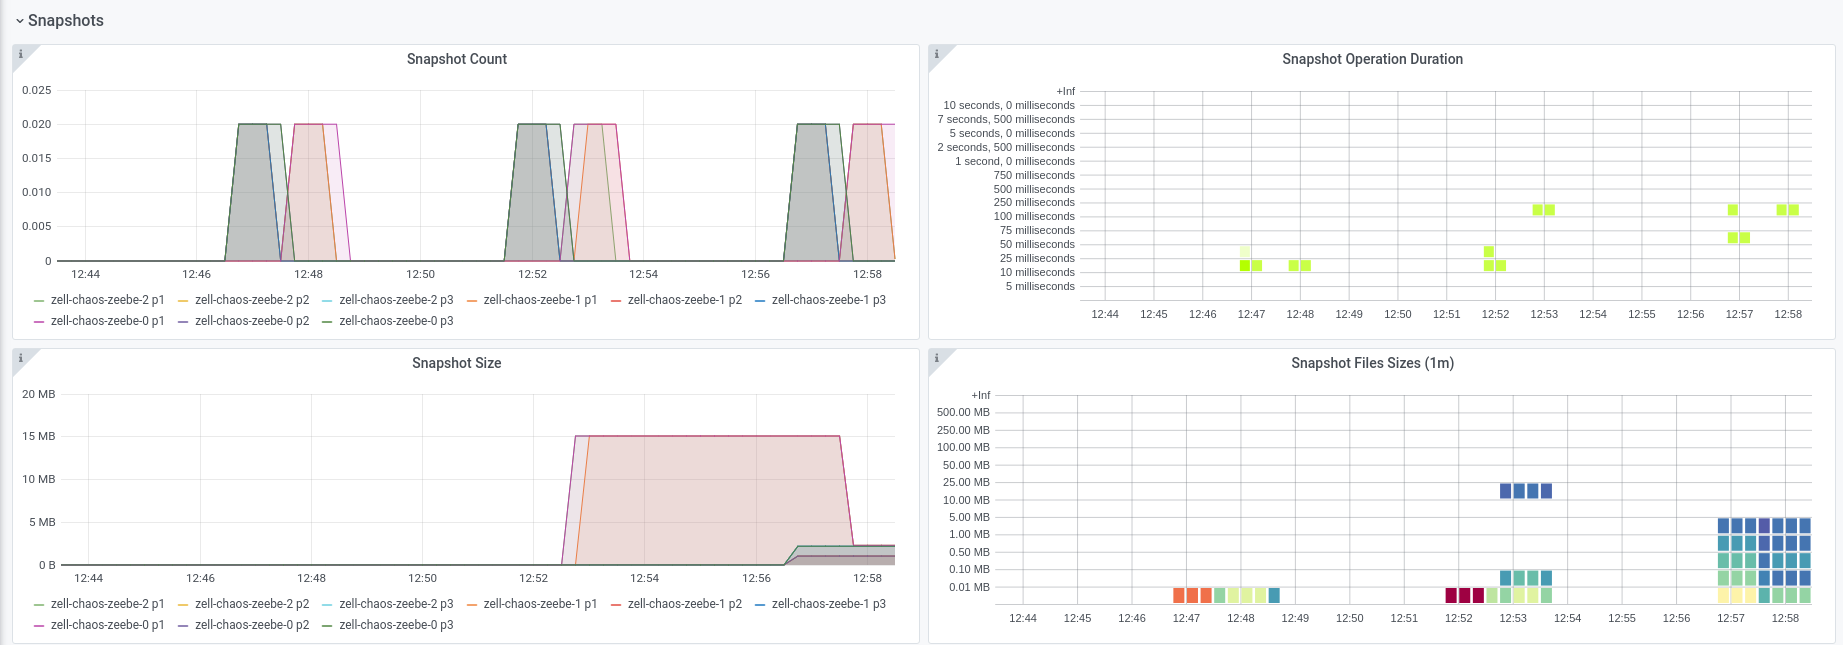 Snapshots
i
Snapshot Count
0.025
0.020
0.015
0.010
0.005
0
12:44 12:46 12:48 12:50 12:52 12:54 12:56 12:58
zell-chaos-zeebe-2 p1 zell-chaos-zeebe-2 p2 zell-chaos-zeebe-2 p3 zell-chaos-zeebe-1 p1 zell-chaos-zeebe-1 p2 zell-chaos-zeebe-1 p3
zell-chaos-zeebe-0 p1 zell-chaos-zeebe-0 p2 zell-chaos-zeebe-0 p3
i
Snapshot Operation Duration
+Inf
10 seconds, 0 milliseconds
7 seconds, 500 milliseconds
5 seconds, 0 milliseconds
2 seconds, 500 milliseconds
1 second, 0 milliseconds
750 milliseconds
500 milliseconds
250 milliseconds
100 milliseconds
75 milliseconds
50 milliseconds
25 milliseconds
10 milliseconds
5 milliseconds
12:44 12:45 12:46 12:47 12:48 12:49 12:50 12:51 12:52 12:53 12:54 12:55 12:56 12:57 12:58
i
Snapshot Size
20 MB
15 MB
10 MB
5 MB
0 B
12:44 12:46 12:48 12:50 12:52 12:54 12:56 12:58
zell-chaos-zeebe-2 p1 zell-chaos-zeebe-2 p2 zell-chaos-zeebe-2 p3 zell-chaos-zeebe-1 p1 zell-chaos-zeebe-1 p2 zell-chaos-zeebe-1 p3
zell-chaos-zeebe-0 p1 zell-chaos-zeebe-0 p2 zell-chaos-zeebe-0 p3
i
Snapshot Files Sizes (1m)
+Inf
500.00 MB
250.00 MB
100.00 MB
50.00 MB
25.00 MB
10.00 MB
5.00 MB
1.00 MB
0.50 MB
0.10 MB
0.01 MB
12:44 12:45 12:46 12:47 12:48 12:49 12:50 12:51 12:52 12:53 12:54 12:55 12:56 12:57 12:58